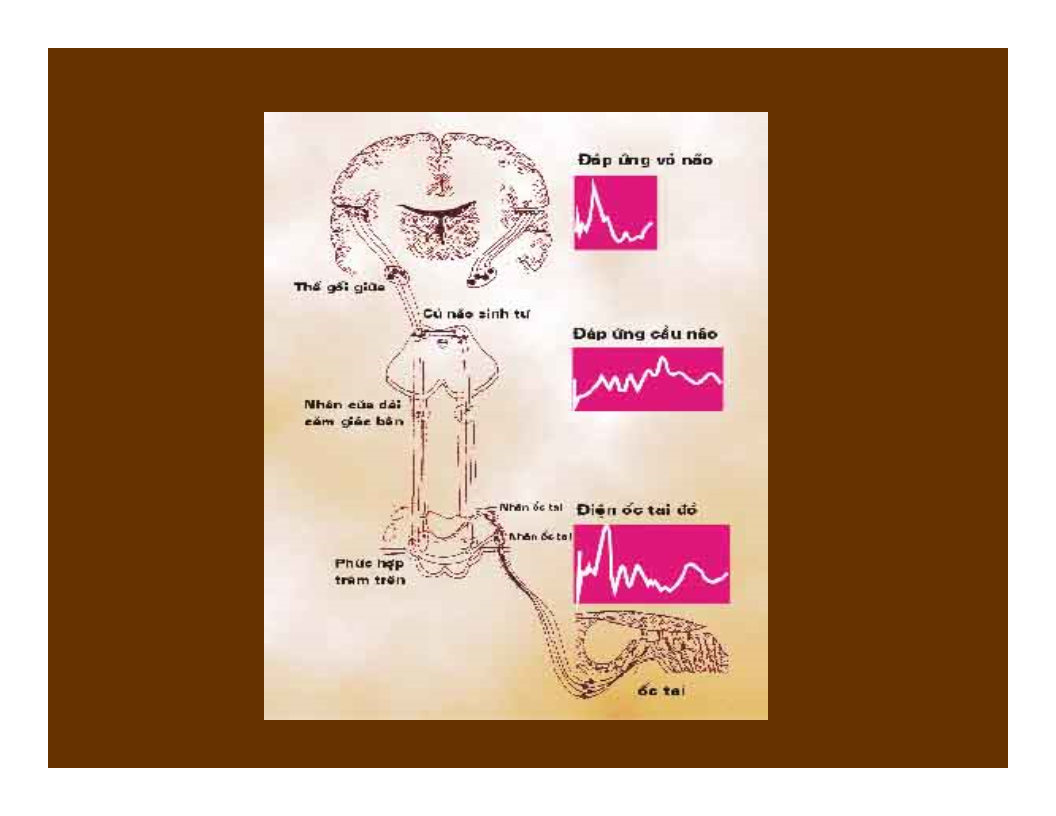 Đáp ứng vỏ não
Thể gối giữa
Củ não sinh tư
Đáp ứng cầu não
Nhân của dải
cảm giác bản
Nhân ốc tai
Điện ốc tai đồ
Nhân ốc tai
Phức hợp
trám trên
ốc tai